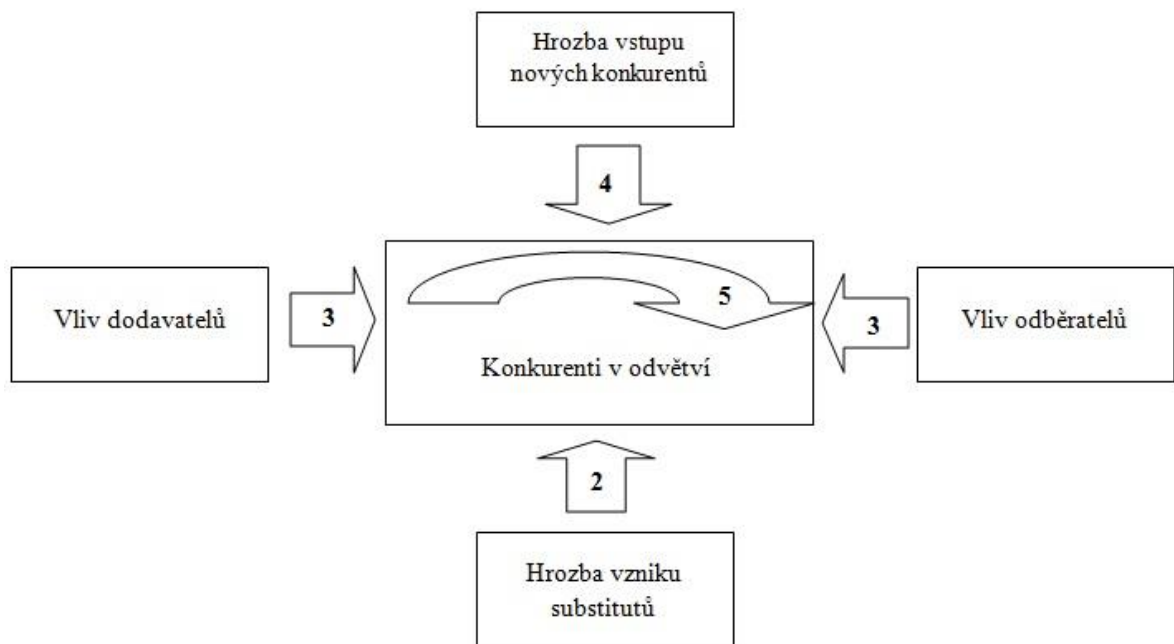 Hrozba vstupu
nových konkurentů
4
Vliv dodavatelů
3
5
Konkurenti v odvětví
3
Vliv odběratelů
2
Hrozba vzniku
substitutů